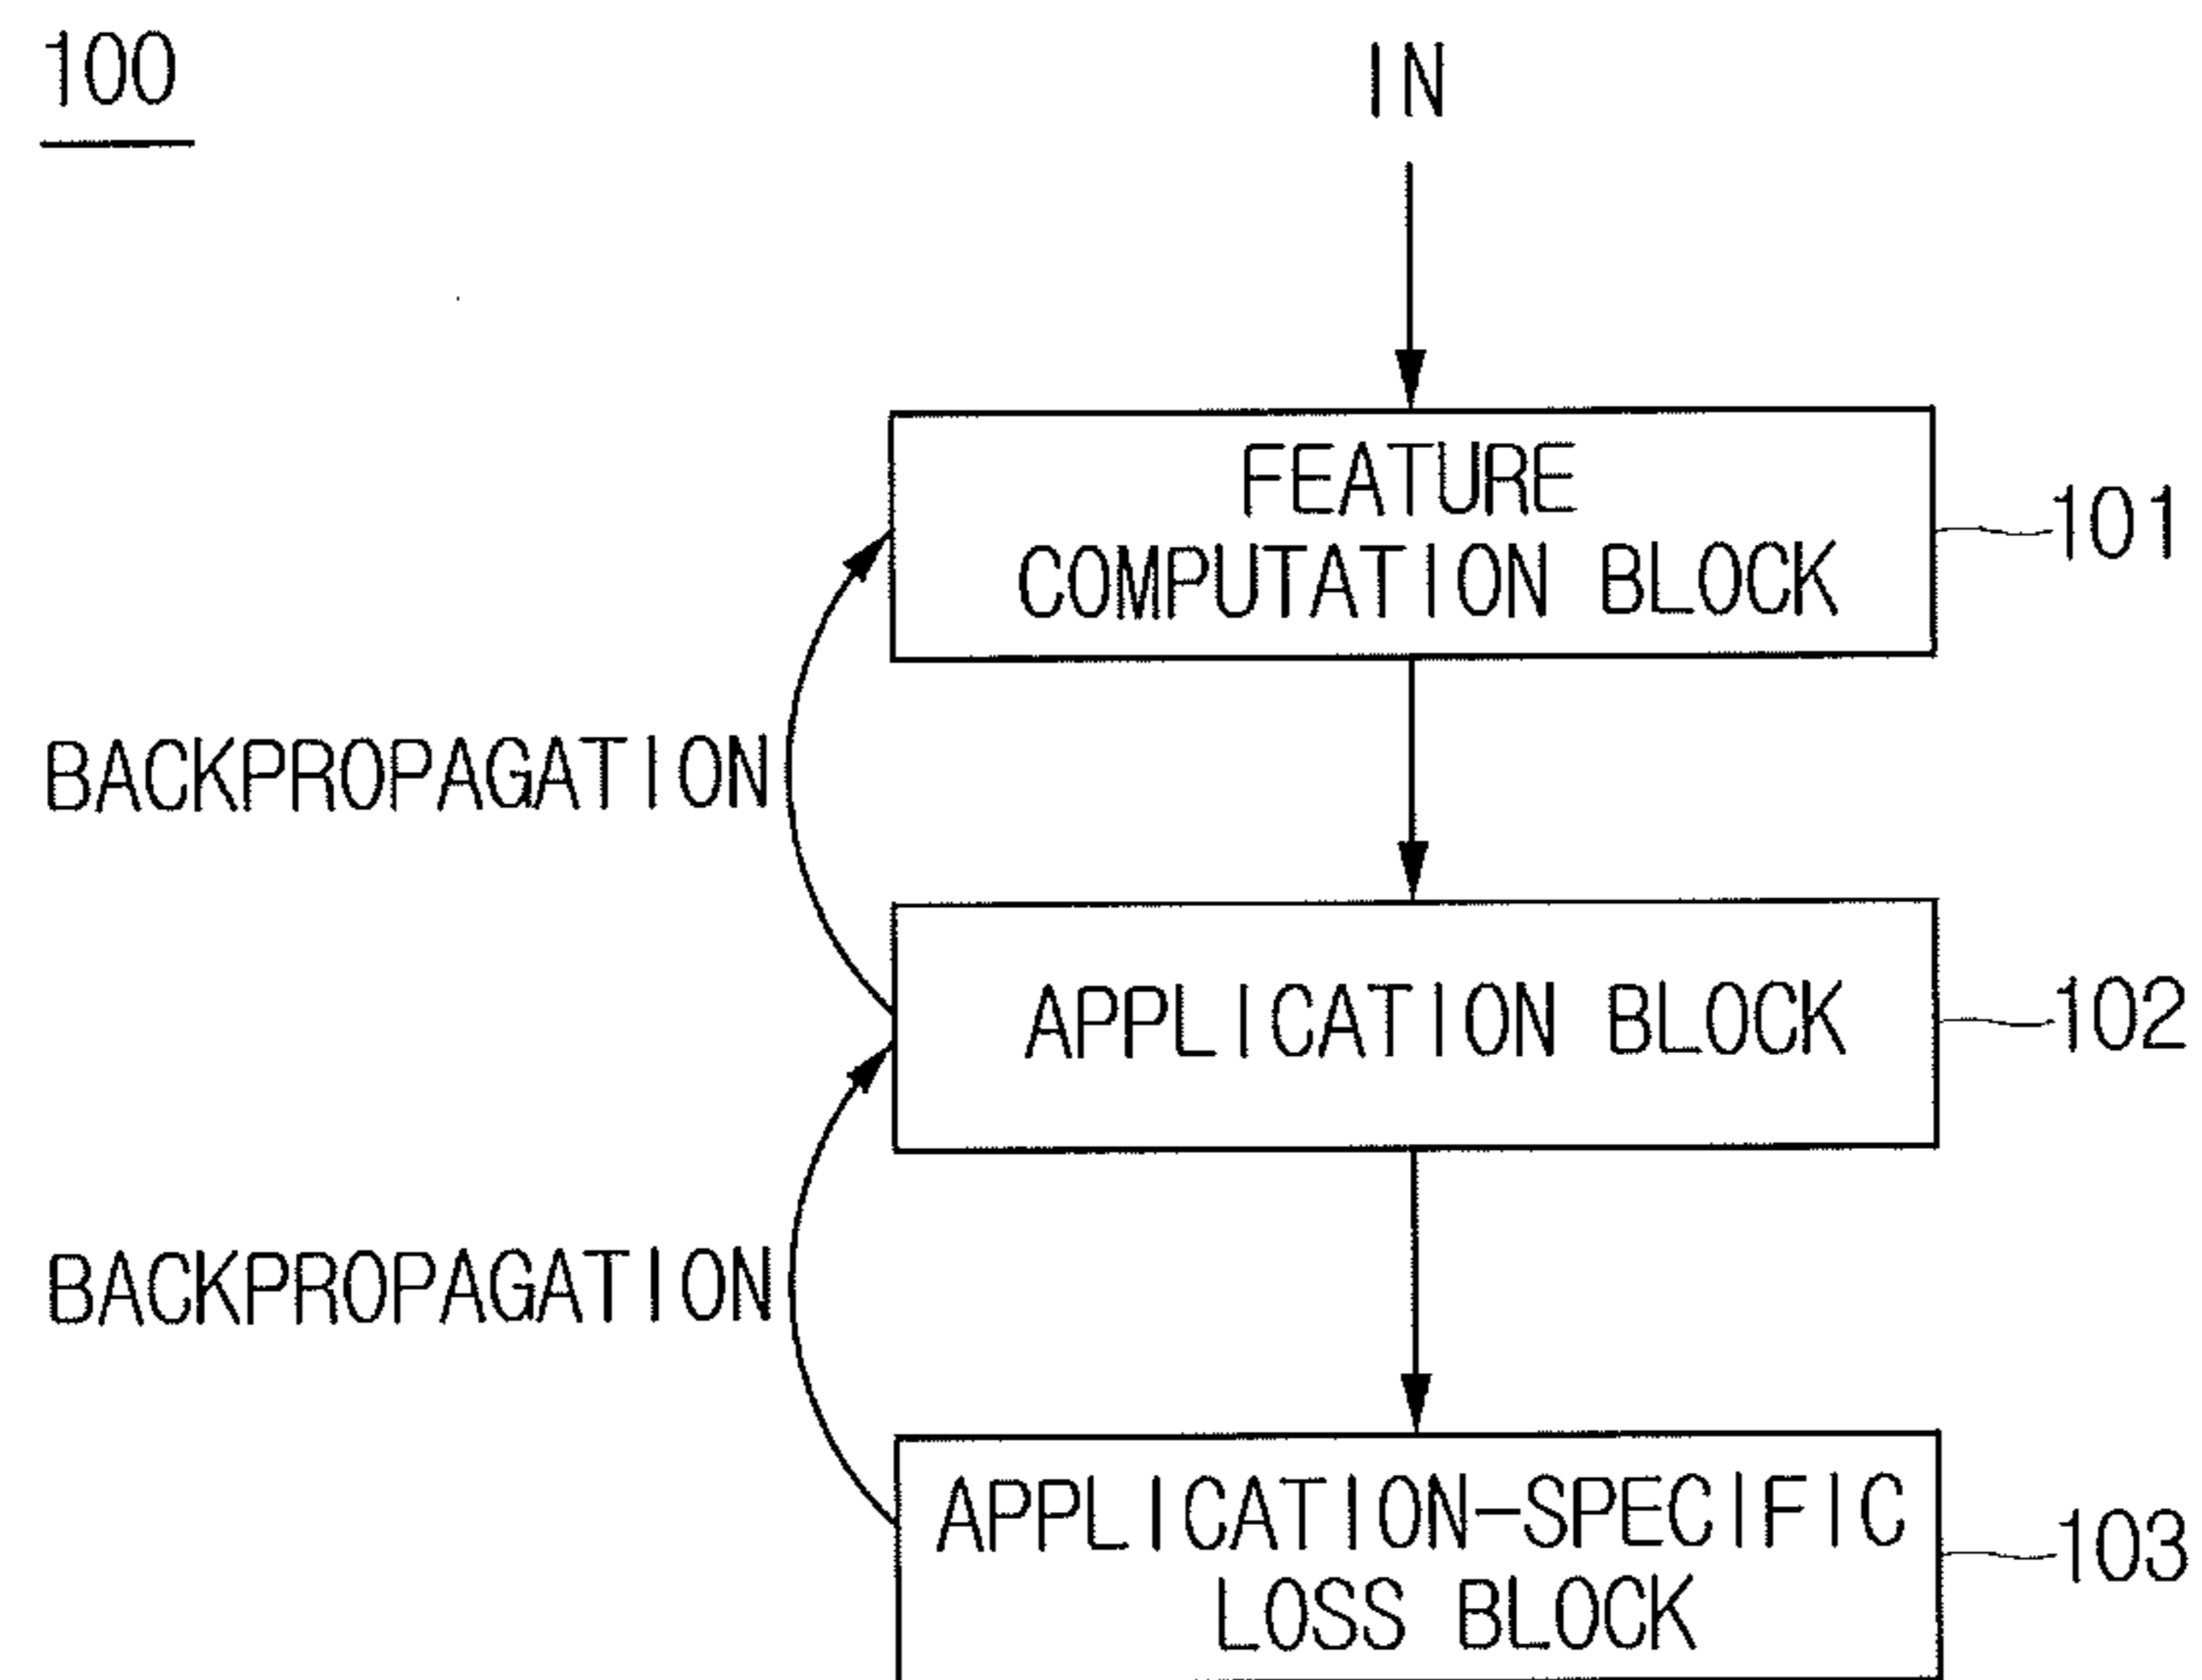 100
IN
FEATURE
COMPUTATION BLOCK
101
BACKPROPAGATION
APPLICATION BLOCK
102
BACKPROPAGATION
APPLICATION-SPECIFIC
LOSS BLOCK
103